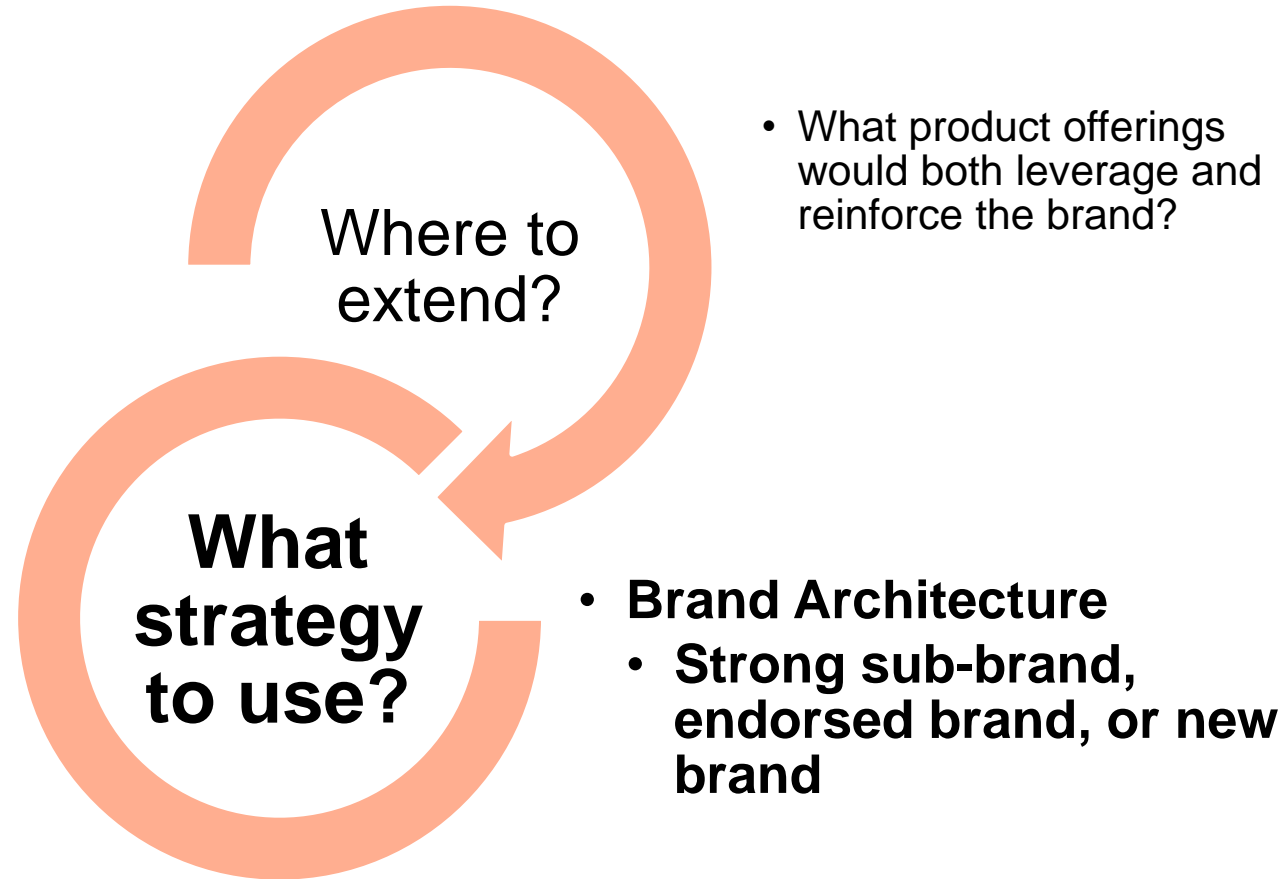 • What product offerings
would both leverage and
reinforce the brand?
Where to
extend?
What
strategy
to use?
• Brand Architecture
• Strong sub-brand,
endorsed brand, or new
brand